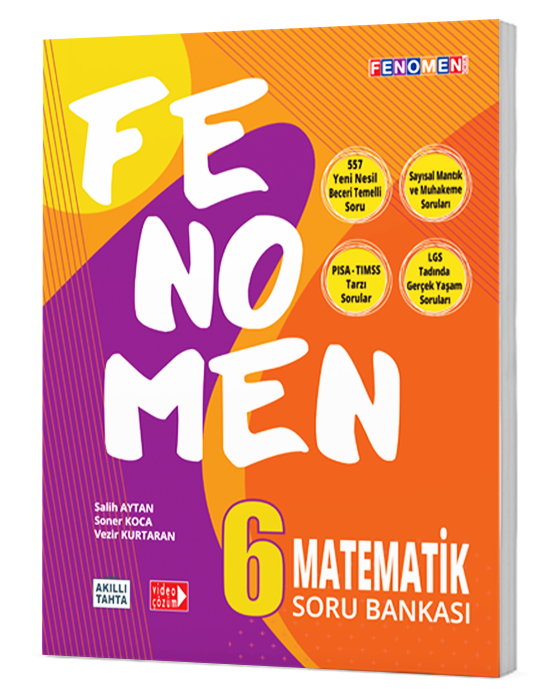 FENOMEN
FE
NO
MEN
557
Yeni Nesil
Beceri Temelli
Soru
Sayısal Mantık
ve Muhakeme
Soruları
PISA - TIMSS
Tarzı
Sorular
LGS
Tadında
Gerçek Yaşam
Soruları
Salih AYTAN
Soner KOCA
Vezir KURTARAN
AKILLI
TAHTA
video
çözüm
6 MATEMATİK
SORU BANKASI